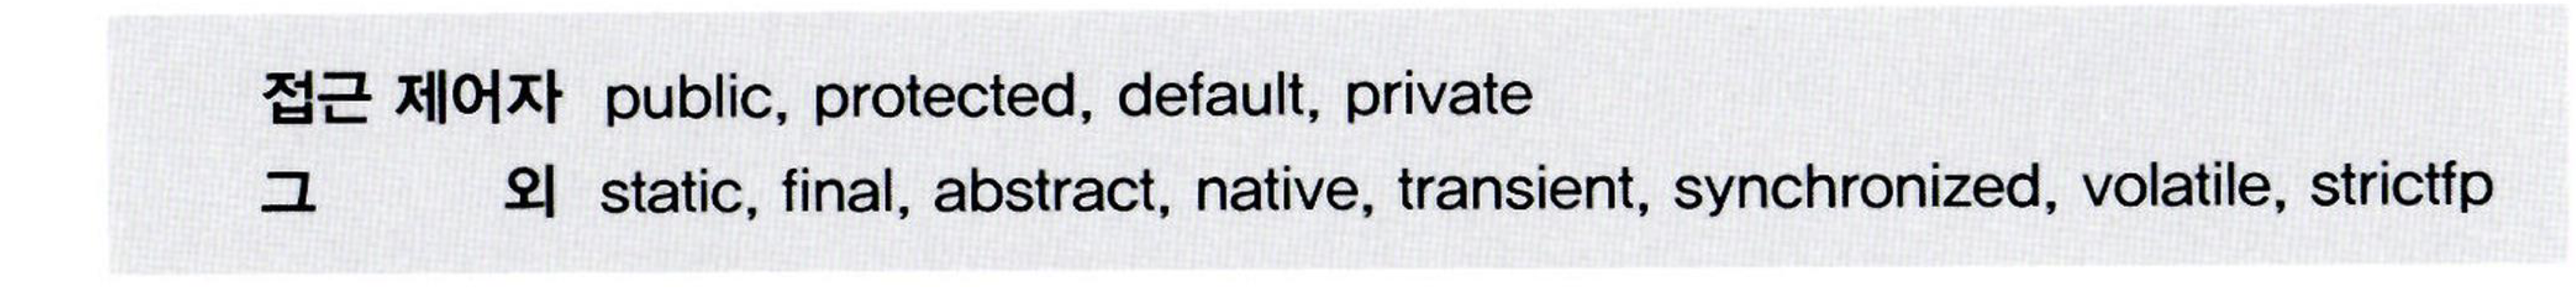 접근 제어자 public, protected, default, private
그 외 static, final, abstract, native, transient, synchronized, volatile, strictfp